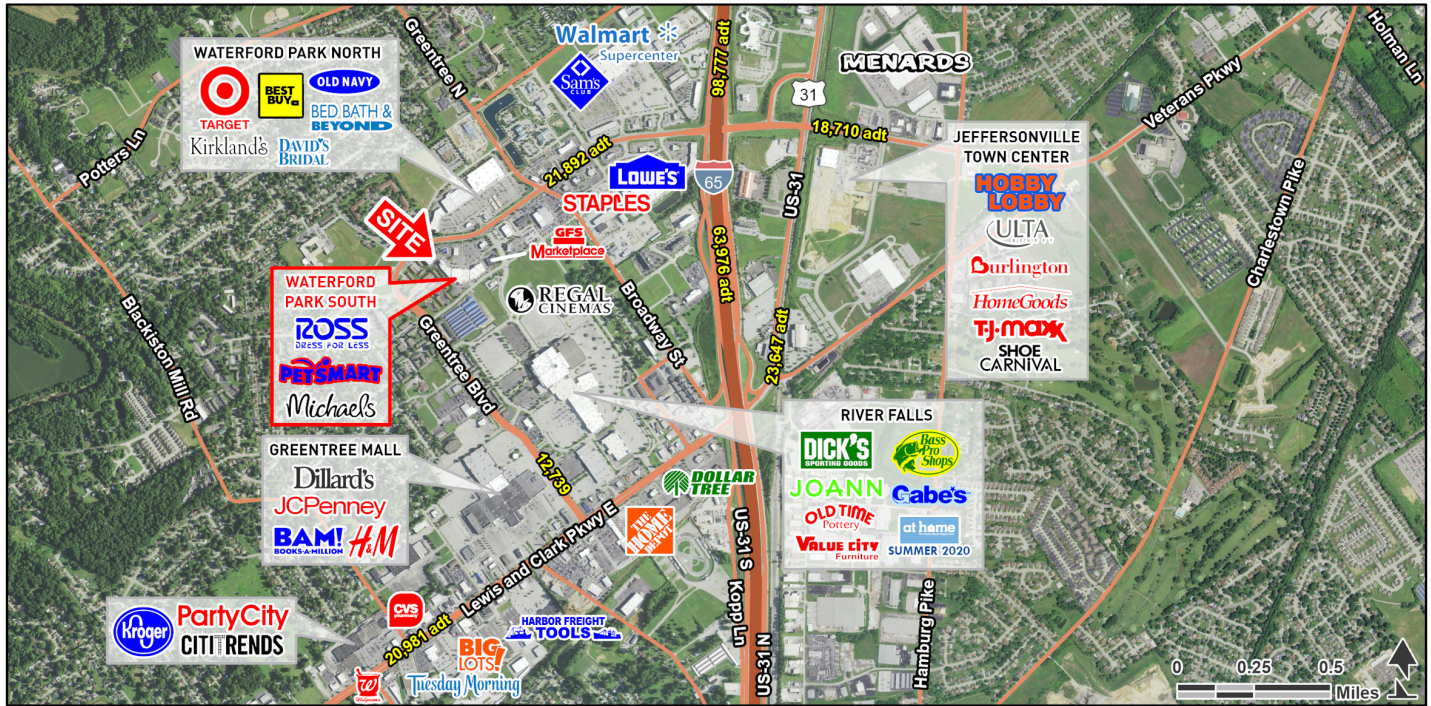 WATERFORD PARK NORTH
TARGET
BEST
BUY
OLD NAVY
BED BATH &
BEYOND
Kirkland's
DAVID'S
BRIDAL
Greentree N
Walmart
Supercenter
Sam's
CLUB
98,777 adt
31
MENARDS
Holman Ln
Veterans Pkwy
18,710 adt
Potters Ln
21,892 adt
LOWE'S
65
STAPLES
SITE
GFS
Marketplace
REGAL
CINEMAS
US-31
63,976 adt
JEFFERSONVILLE
TOWN CENTER
HOBBY
LOBBY
ULTA
BEAUTY
Burlington
HomeGoods
T.J.maxx
SHOE
CARNIVAL
Charlestown Pike
WATERFORD
PARK SOUTH
ROSS
DRESS FOR LESS
PETSMART
Michaels
Blackiston Mill Rd
Greentree Blvd
Broadway St
23,647 adt
GREENTREE MALL
Dillard's
JCPenney
BAM!
BOOKS-A-MILLION
H&M
12,739
RIVER FALLS
DICK'S
SPORTING GOODS
Bass
Pro
Shops
JOANN
Gabe's
OLD TIME
Pottery
at home
VALUE CITY
Furniture
SUMMER 2020
DOLLAR
TREE
THE
HOME
DEPOT
Lewis and Clark Pkwy E
US-31 S
Kopp Ln
US-31 N
Hamburg Pike
Kroger
PartyCity
CITITRENDS
CVS
pharmacy
20,981 adt
HARBOR FREIGHT
TOOLS
BIG
LOTS!
Tuesday Morning
W
Walgreens
0 0.25 0.5
Miles